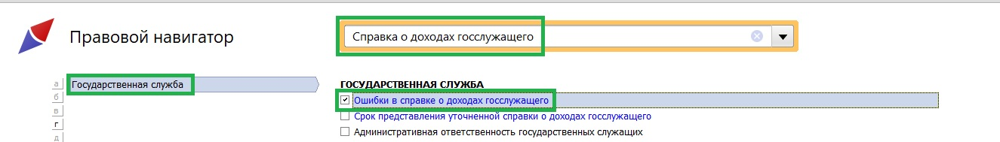 Правовой навигатор
Справка о доходах госслужащего
а
б
в
г
д
Государственная служба
ГОСУДАРСТВЕННАЯ СЛУЖБА
Ошибки в справке о доходах госслужащего
Срок представления уточненной справки о доходах госслужащего
Административная ответственность государственных служащих